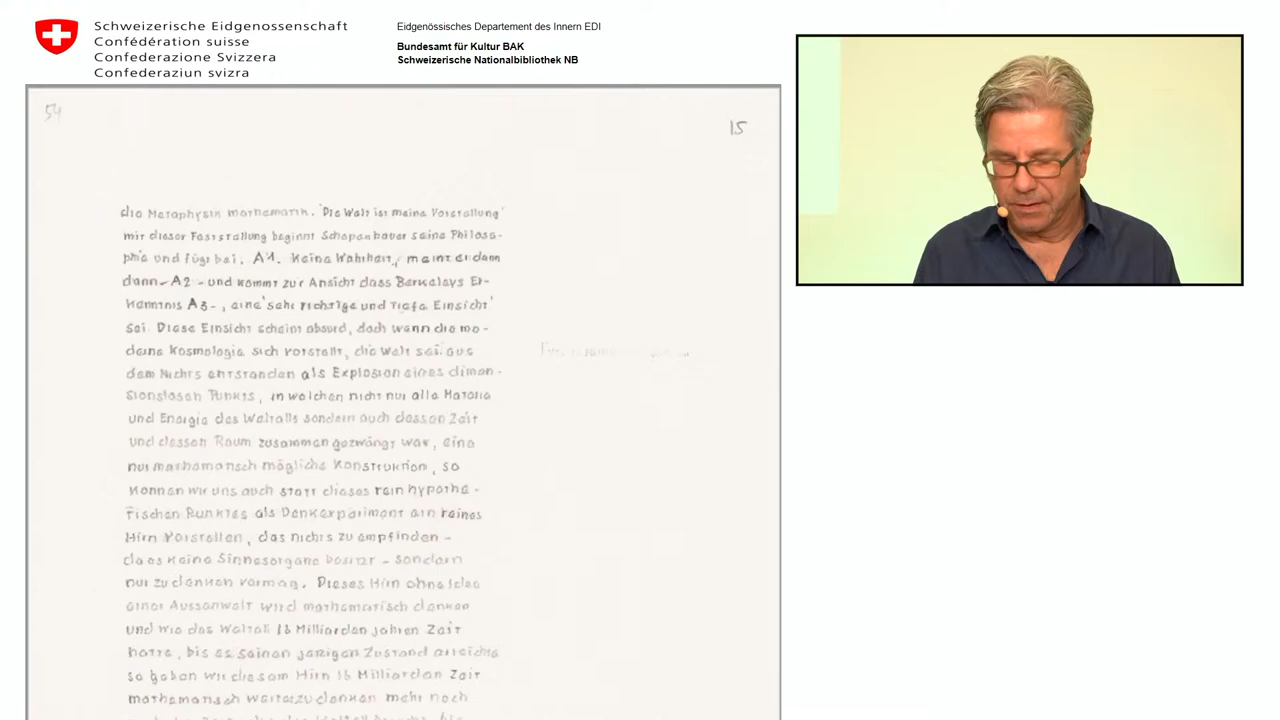 Schweizerische Eidgenossenschaft
Confédération suisse
Confederazione Svizzera
Confederaziun svizra
Eidgenössisches Departement des Innern EDI
Bundesamt für Kultur BAK
Schweizerische Nationalbibliothek NB
54
15
die Metaphysik mathematik. 'Die Welt ist meine Vorstellung'
mit dieser Feststellung beginnt Schopenhauer seine Philoso-
phie und fügt bei. A1. Keine Wahrheit, meint er dann
dann - A2 - und kommt zur Ansicht dass Berkeleys Er-
kenntnis A3 -, eine 'sehr richtige und tiefe Einsicht'
sei. Diese Einsicht scheint absurd, doch wenn die mo-
derne Kosmologie sich vorstellt, die Welt sei aus
dem Nichts entstanden als Explosion eines dimen-
sionslosen Punkts, in welchen nicht nur alle Materie
und Energie des Weltalls sondern auch dessen Zeit
und dessen Raum zusammengezwängt war, eine
nur mathematisch mögliche Konstruktion, so
können wir uns auch statt dieses rein hypothe-
tischen Punktes als Denkexperiment ein reines
Hirn vorstellen, das nichts zu empfinden -
da es keine Sinnesorgane besitzt - sondern
nur zu denken vermag. Dieses Hirn ohne Idee
einer Aussenwelt wird mathematisch denken
und wie das Weltall 16 Milliarden Jahren Zeit
hatte, bis es seinen jetzigen Zustand erreichte
so geben wir diesem Hirn 16 Milliarden Zeit
mathematisch weiterzudenken mehr noch